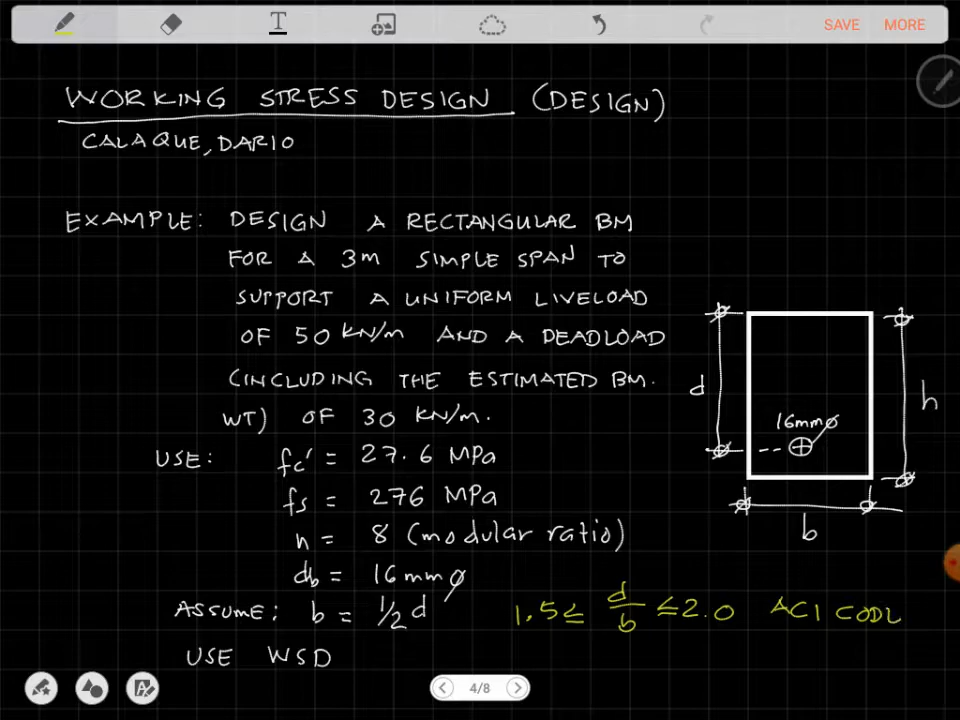 SAVE MORE
WORKING STRESS DESIGN (DESIGN)
CALAQUE, DARIO
EXAMPLE: DESIGN A RECTANGULAR BM
FOR A 3m SIMPLE SPAN TO
SUPPORT A UNIFORM LIVELOAD
OF 50 KN/m AND A DEADLOAD
(INCLUDING THE ESTIMATED BM.
WT) OF 30 KN/m.
USE: fc' = 27.6 MPa
fs = 276 MPa
n = 8 (modular ratio)
db = 16mmø
ASSUME: b = 1/2 d
USE WSD
1.5 ≤ d/b ≤ 2.0 ACI CODE
d
16mmø
h
b
4/8